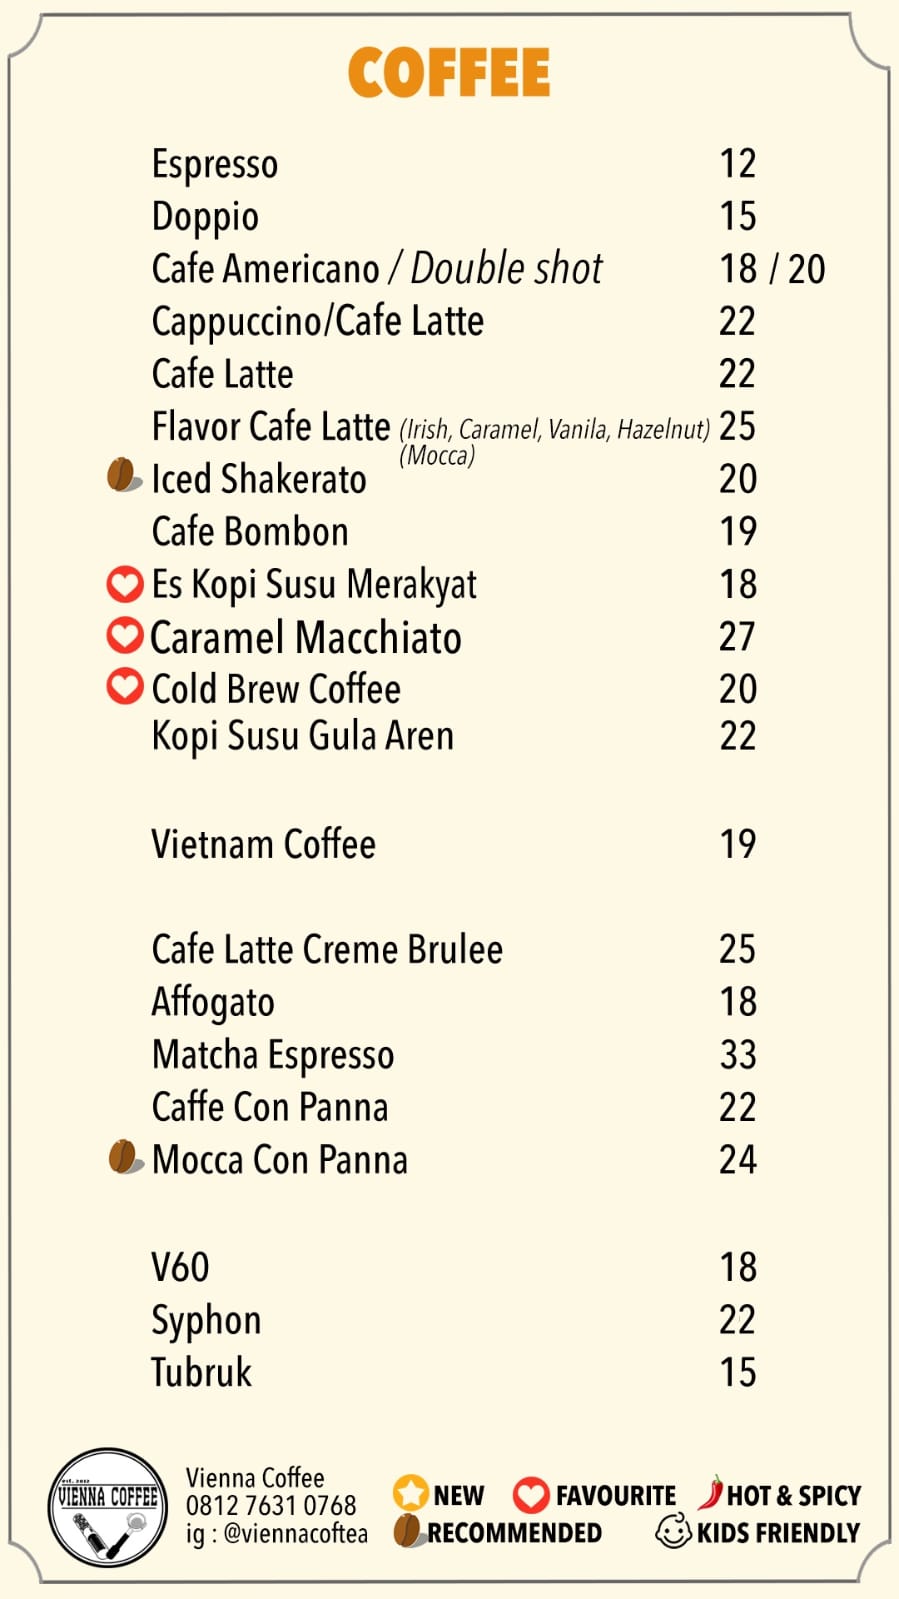 COFFEE
Espresso 12
Doppio 15
Cafe Americano / Double shot 18 / 20
Cappuccino/Cafe Latte 22
Cafe Latte 22
Flavor Cafe Latte (Irish, Caramel, Vanila, Hazelnut) 25
(Mocca)
Iced Shakerato 20
Cafe Bombon 19
Es Kopi Susu Merakyat 18
Caramel Macchiato 27
Cold Brew Coffee 20
Kopi Susu Gula Aren 22
Vietnam Coffee 19
Cafe Latte Creme Brulee 25
Affogato 18
Matcha Espresso 33
Caffe Con Panna 22
Mocca Con Panna 24
V60 18
Syphon 22
Tubruk 15
est. 2012
VIENNA COFFEE
Vienna Coffee
0812 7631 0768
ig : @viennacoftea
NEW FAVOURITE HOT & SPICY
RECOMMENDED KIDS FRIENDLY